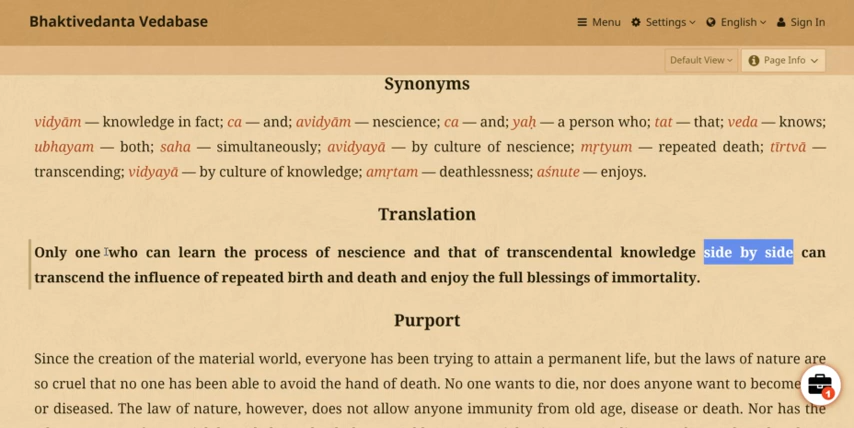 Bhaktivedanta Vedabase
Menu Settings English Sign In
Default View Page Info
Synonyms
vidyām — knowledge in fact; ca — and; avidyām — nescience; ca — and; yaḥ — a person who; tat — that; veda — knows;
ubhayam — both; saha — simultaneously; avidyayā — by culture of nescience; mṛtyum — repeated death; tīrtvā —
transcending; vidyayā — by culture of knowledge; amṛtam — deathlessness; aśnute — enjoys.
Translation
Only one who can learn the process of nescience and that of transcendental knowledge side by side can
transcend the influence of repeated birth and death and enjoy the full blessings of immortality.
Purport
Since the creation of the material world, everyone has been trying to attain a permanent life, but the laws of nature are
so cruel that no one has been able to avoid the hand of death. No one wants to die, nor does anyone want to become
or diseased. The law of nature, however, does not allow anyone immunity from old age, disease or death. Nor has the
1